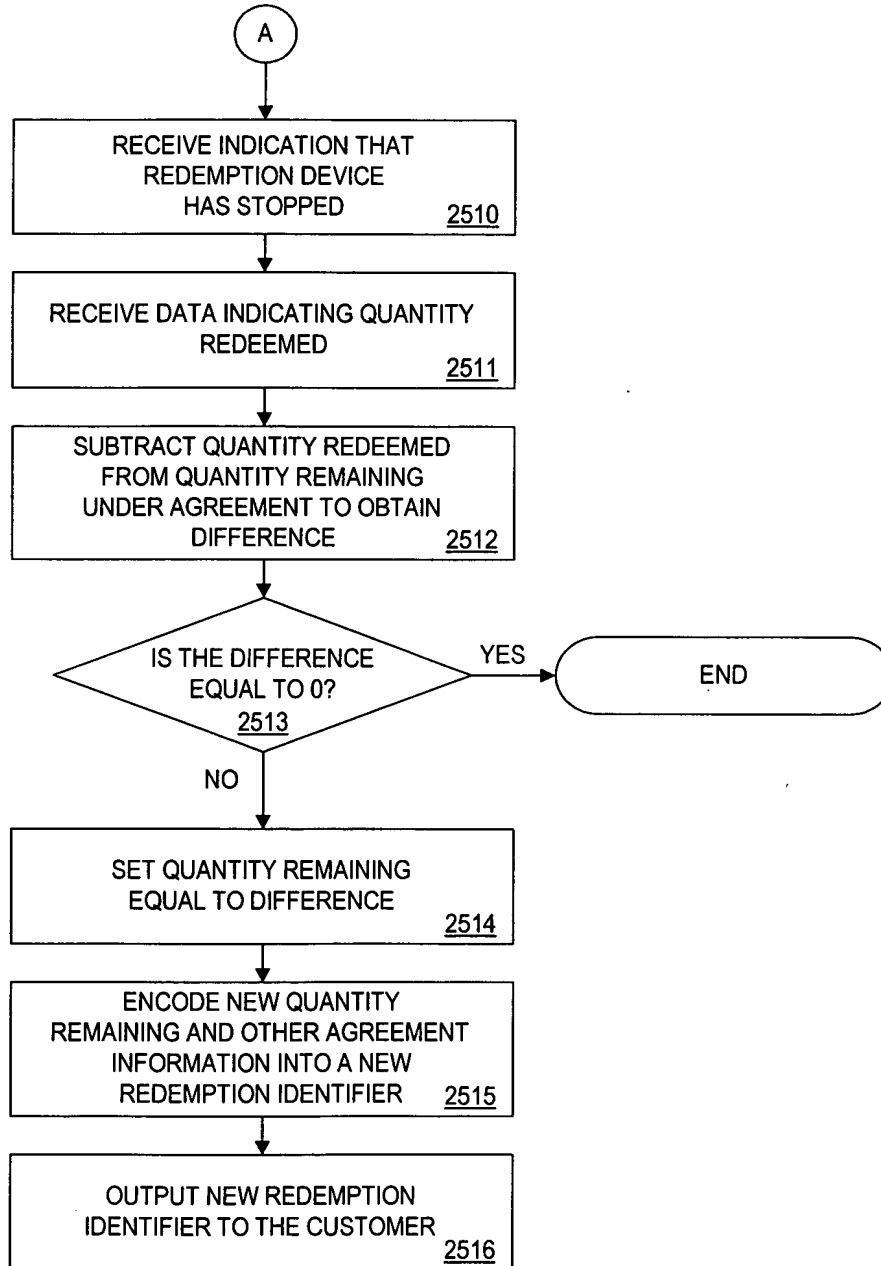 A
RECEIVE INDICATION THAT
REDEMPTION DEVICE
HAS STOPPED
2510
RECEIVE DATA INDICATING QUANTITY
REDEEMED
2511
SUBTRACT QUANTITY REDEEMED
FROM QUANTITY REMAINING
UNDER AGREEMENT TO OBTAIN
DIFFERENCE
2512
IS THE DIFFERENCE
EQUAL TO 0?
2513
YES
END
NO
SET QUANTITY REMAINING
EQUAL TO DIFFERENCE
2514
ENCODE NEW QUANTITY
REMAINING AND OTHER AGREEMENT
INFORMATION INTO A NEW
REDEMPTION IDENTIFIER
2515
OUTPUT NEW REDEMPTION
IDENTIFIER TO THE CUSTOMER
2516